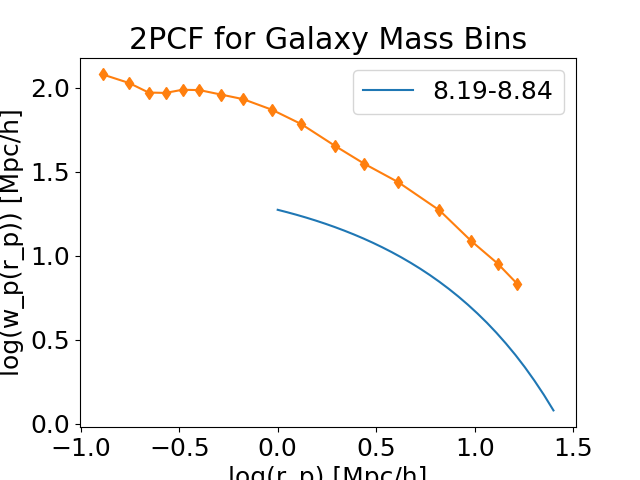 2PCF for Galaxy Mass Bins
8.19-8.84
log(w_p(r_p)) [Mpc/h]
2.0
1.5
1.0
0.5
0.0
−1.0 −0.5 0.0 0.5 1.0 1.5
log(r_p) [Mpc/h]